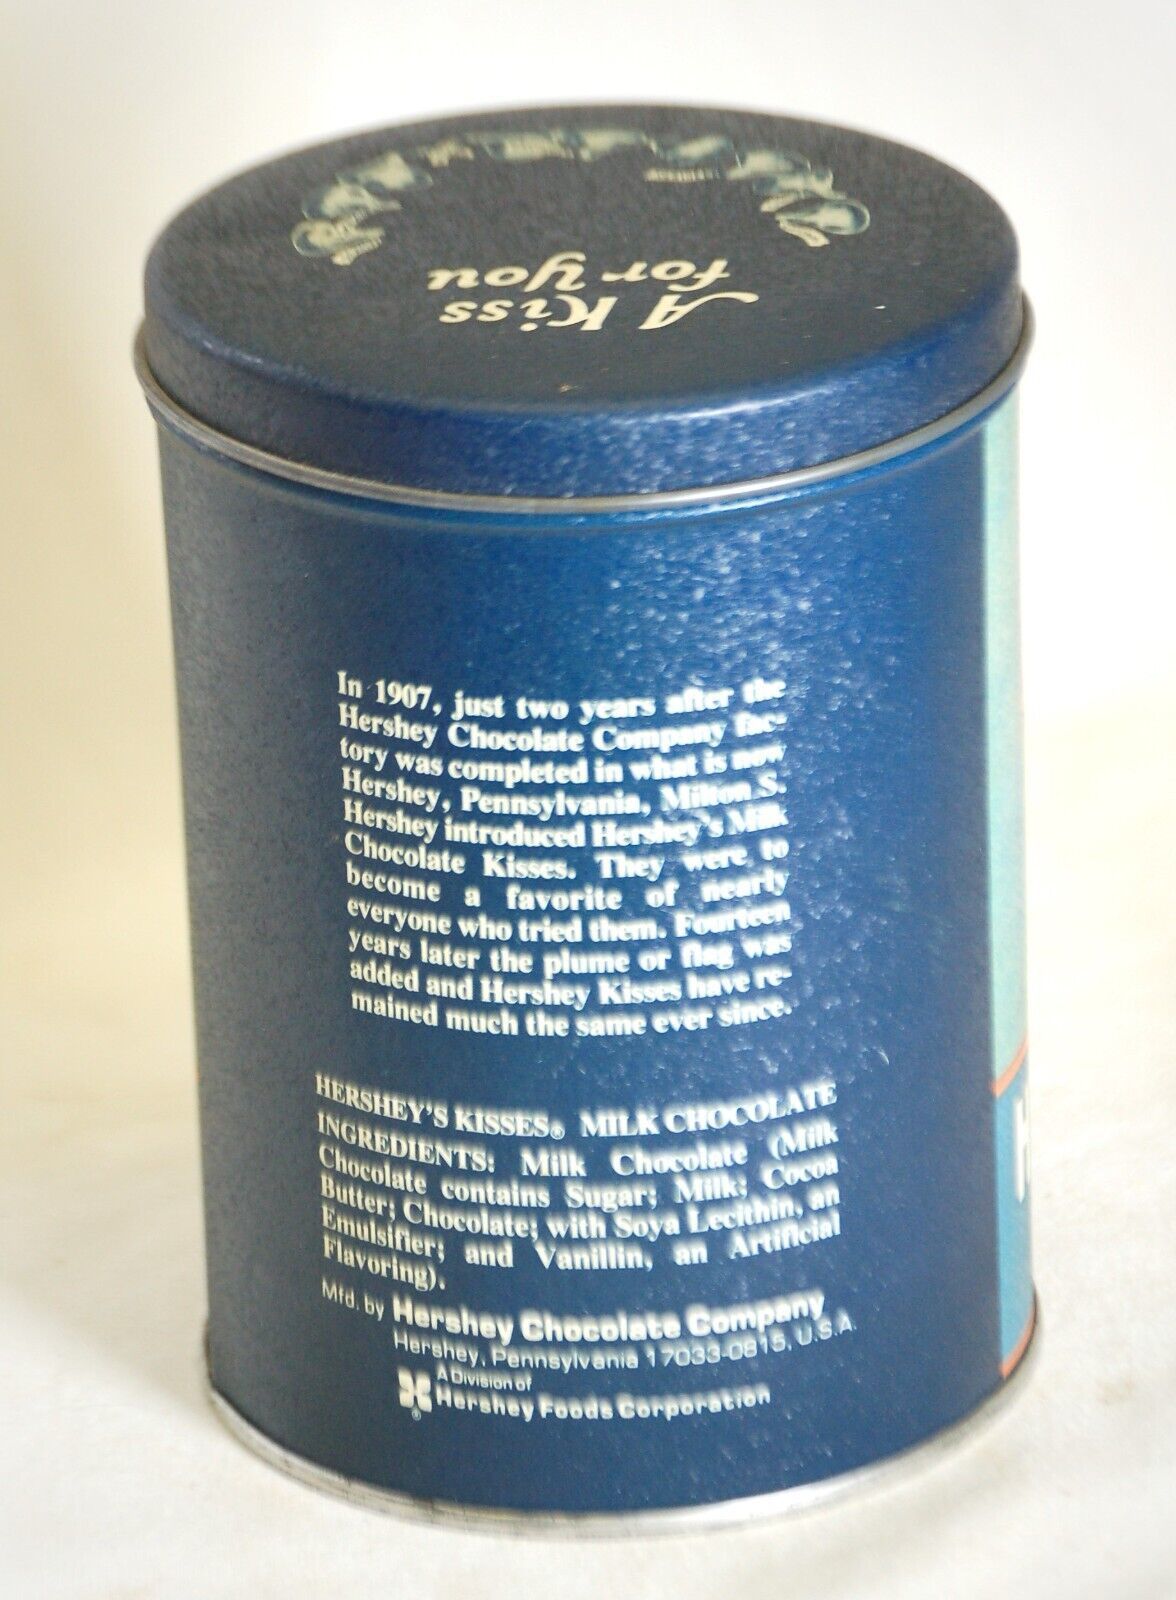 A Kiss
for you
In 1907, just two years after the
Hershey Chocolate Company fac-
tory was completed in what is now
Hershey, Pennsylvania, Milton S.
Hershey introduced Hershey's Milk
Chocolate Kisses. They were to
become a favorite of nearly
everyone who tried them. Fourteen
years later the plume or flag was
added and Hershey Kisses have re-
mained much the same ever since.
HERSHEY'S KISSES® MILK CHOCOLATE
INGREDIENTS: Milk Chocolate (Milk
Chocolate contains Sugar; Milk; Cocoa
Butter; Chocolate; with Soya Lecithin, an
Emulsifier; and Vanillin, an Artificial
Flavoring).
Mfd. by Hershey Chocolate Company
Hershey, Pennsylvania 17033-0815, U.S.A.
A Division of
Hershey Foods Corporation
®
H